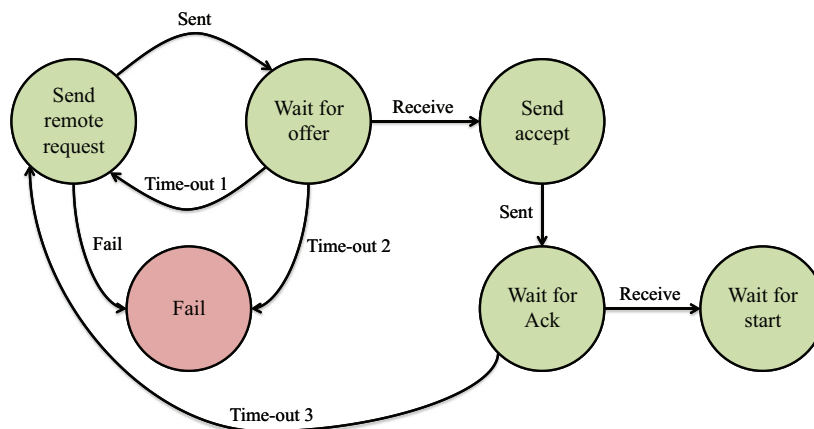 Sent
Send
remote
request
Wait for
offer
Receive
Send
accept
Time-out 1
Sent
Fail
Time-out 2
Fail
Wait for
Ack
Receive
Wait for
start
Time-out 3